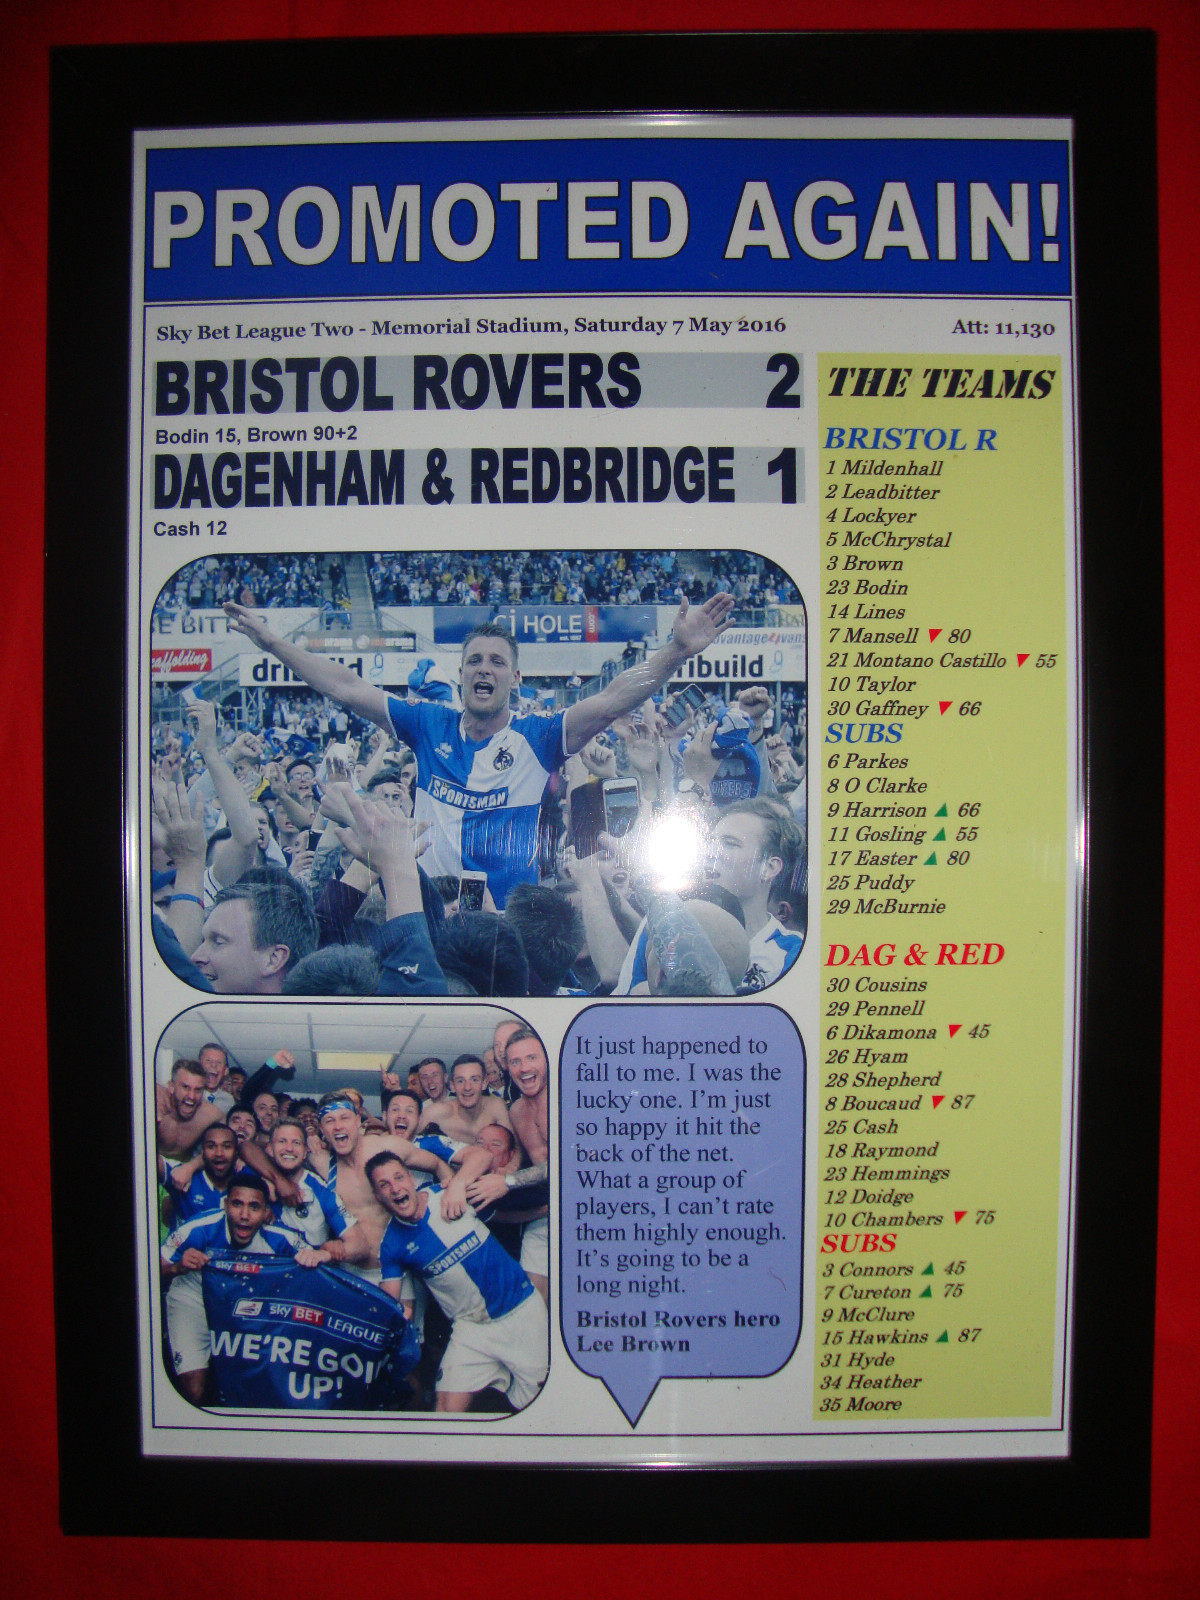 PROMOTED AGAIN!
Sky Bet League Two - Memorial Stadium, Saturday 7 May 2016
Att: 11,130
BRISTOL ROVERS 2
Bodin 15, Brown 90+2
DAGENHAM & REDBRIDGE 1
Cash 12
CJ HOLE
dribuild
ribuild
SPORTSMAN
THE TEAMS
BRISTOL R
1 Mildenhall
2 Leadbitter
4 Lockyer
5 McChrystal
3 Brown
23 Bodin
14 Lines
7 Mansell ▼ 80
21 Montano Castillo ▼ 55
10 Taylor
30 Gaffney ▼ 66
SUBS
6 Parkes
8 O Clarke
9 Harrison ▲ 66
11 Gosling ▲ 55
17 Easter ▲ 80
25 Puddy
29 McBurnie
DAG & RED
30 Cousins
29 Pennell
6 Dikamona ▼ 45
26 Hyam
28 Shepherd
8 Boucaud ▼ 87
25 Cash
18 Raymond
23 Hemmings
12 Doidge
10 Chambers ▼ 75
SUBS
3 Connors ▲ 45
7 Cureton ▲ 75
9 McClure
15 Hawkins ▲ 87
31 Hyde
34 Heather
35 Moore
SPORTSMAN
sky BET
sky BET LEAGUE
WE'RE GOI
UP!
It just happened to
fall to me. I was the
lucky one. I'm just
so happy it hit the
back of the net.
What a group of
players, I can't rate
them highly enough.
It's going to be a
long night.
Bristol Rovers hero
Lee Brown